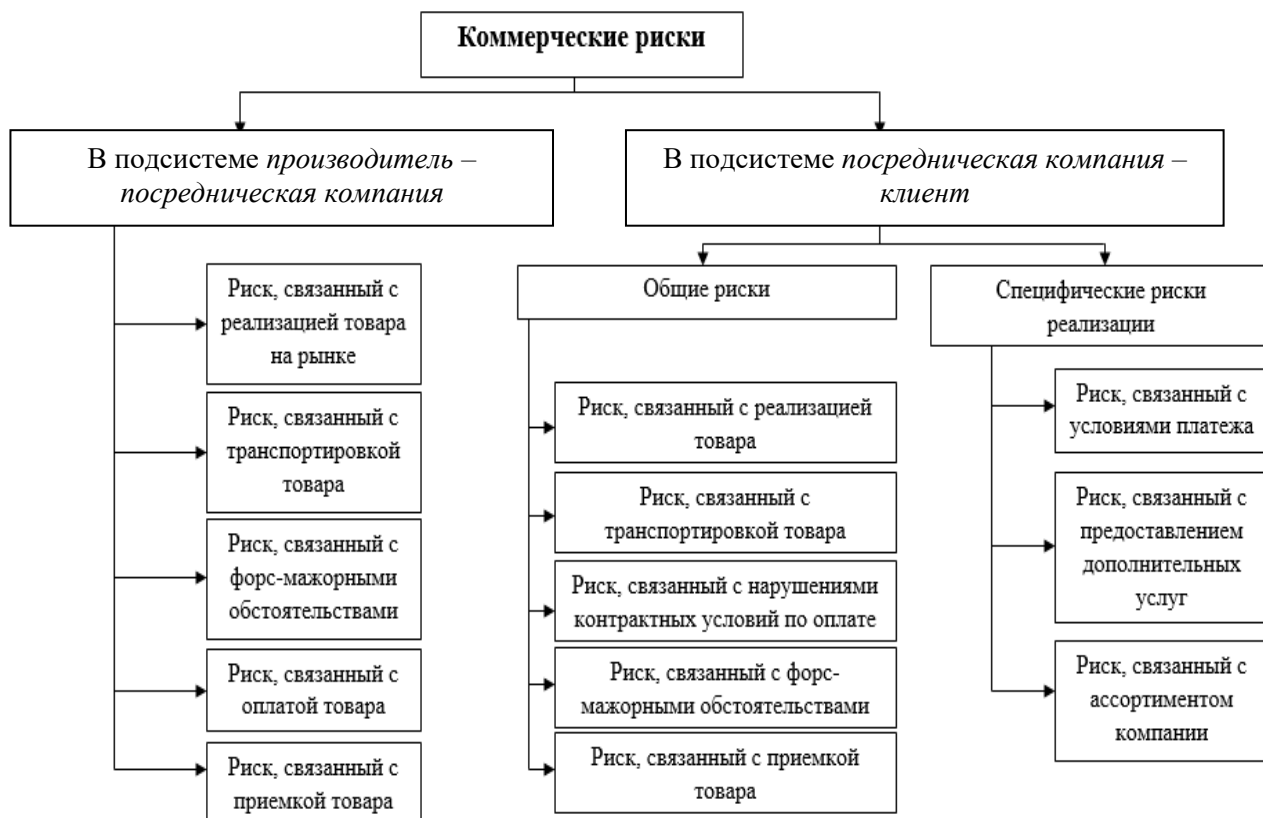 Коммерческие риски
В подсистеме производитель –
посредническая компания
В подсистеме посредническая компания –
клиент
Риск, связанный с
реализацией товара
на рынке
Риск, связанный с
транспортировкой
товара
Риск, связанный с
форс-мажорными
обстоятельствами
Риск, связанный с
оплатой товара
Риск, связанный с
приемкой товара
Общие риски
Риск, связанный с реализацией
товара
Риск, связанный с
транспортировкой товара
Риск, связанный с нарушениями
контрактных условий по оплате
Риск, связанный с форс-
мажорными обстоятельствами
Риск, связанный с приемкой
товара
Специфические риски
реализации
Риск, связанный с
условиями платежа
Риск, связанный с
предоставлением
дополнительных
услуг
Риск, связанный с
ассортиментом
компании